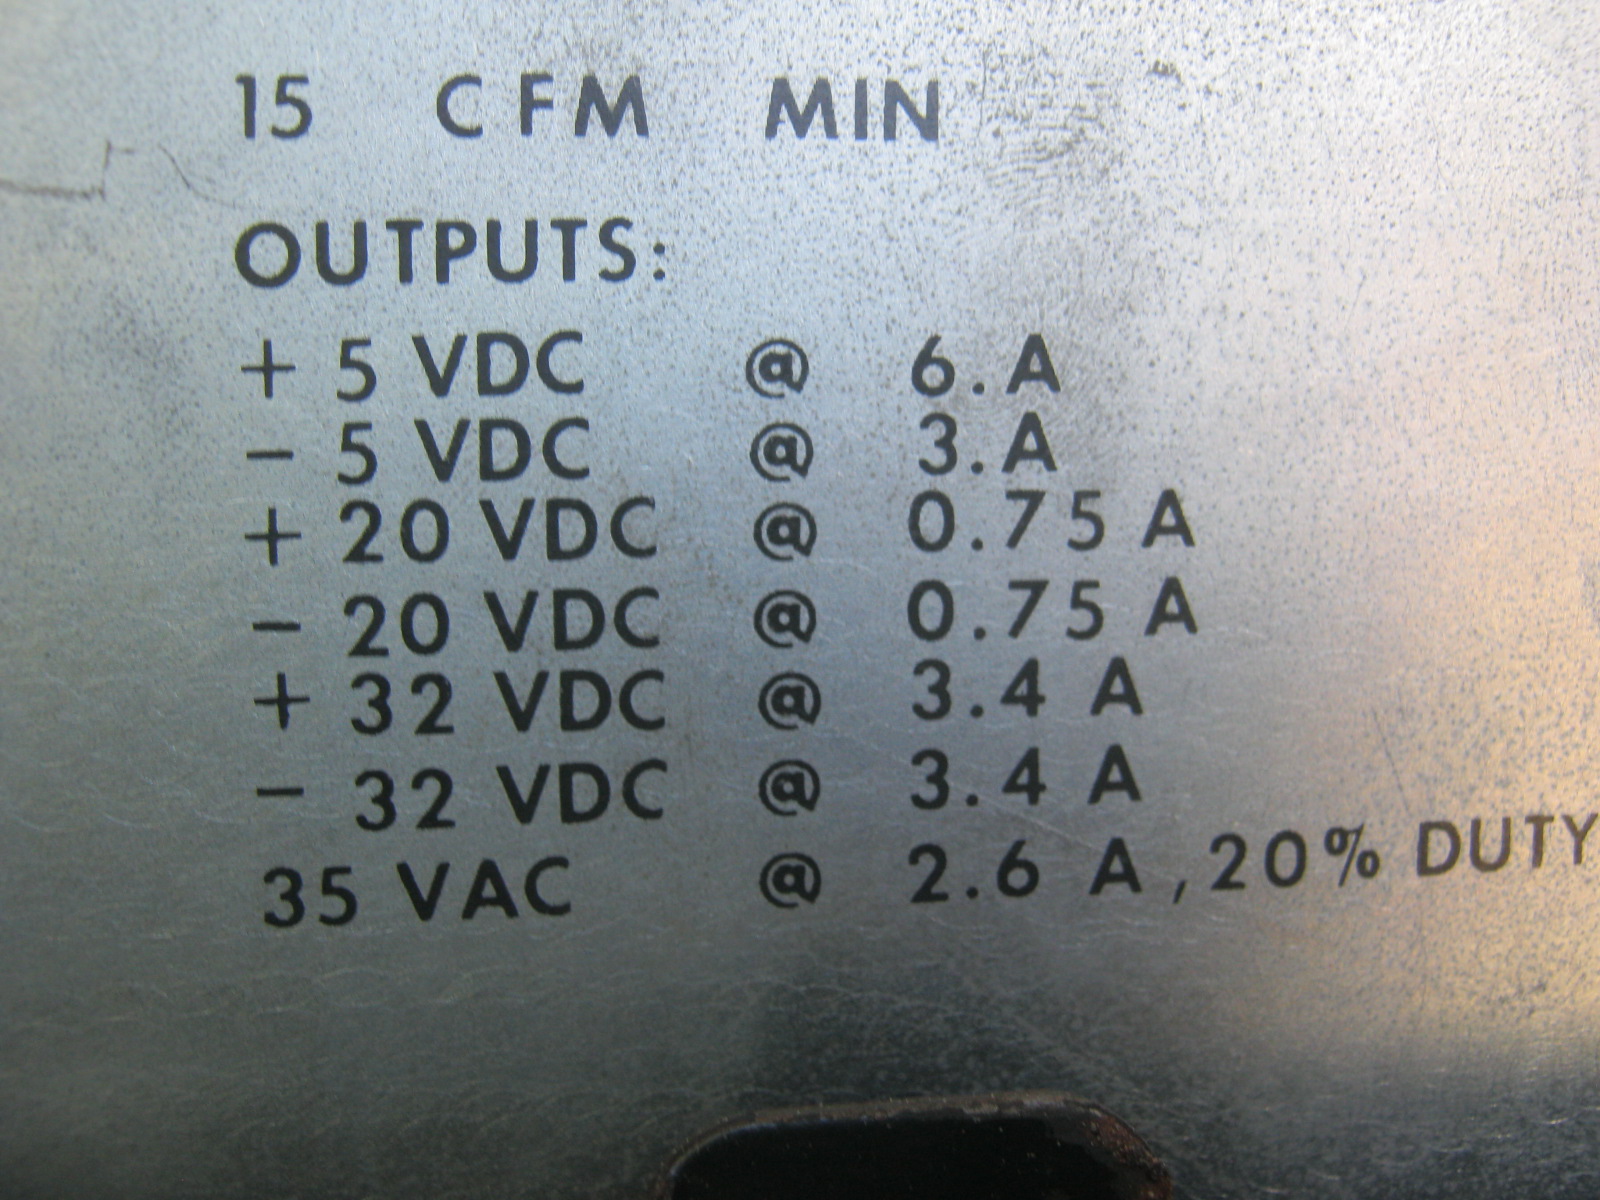 15 CFM MIN
OUTPUTS:
+ 5 VDC @ 6.A
- 5 VDC @ 3.A
+ 20 VDC @ 0.75 A
- 20 VDC @ 0.75 A
+ 32 VDC @ 3.4 A
- 32 VDC @ 3.4 A
35 VAC @ 2.6 A ,20% DUTY